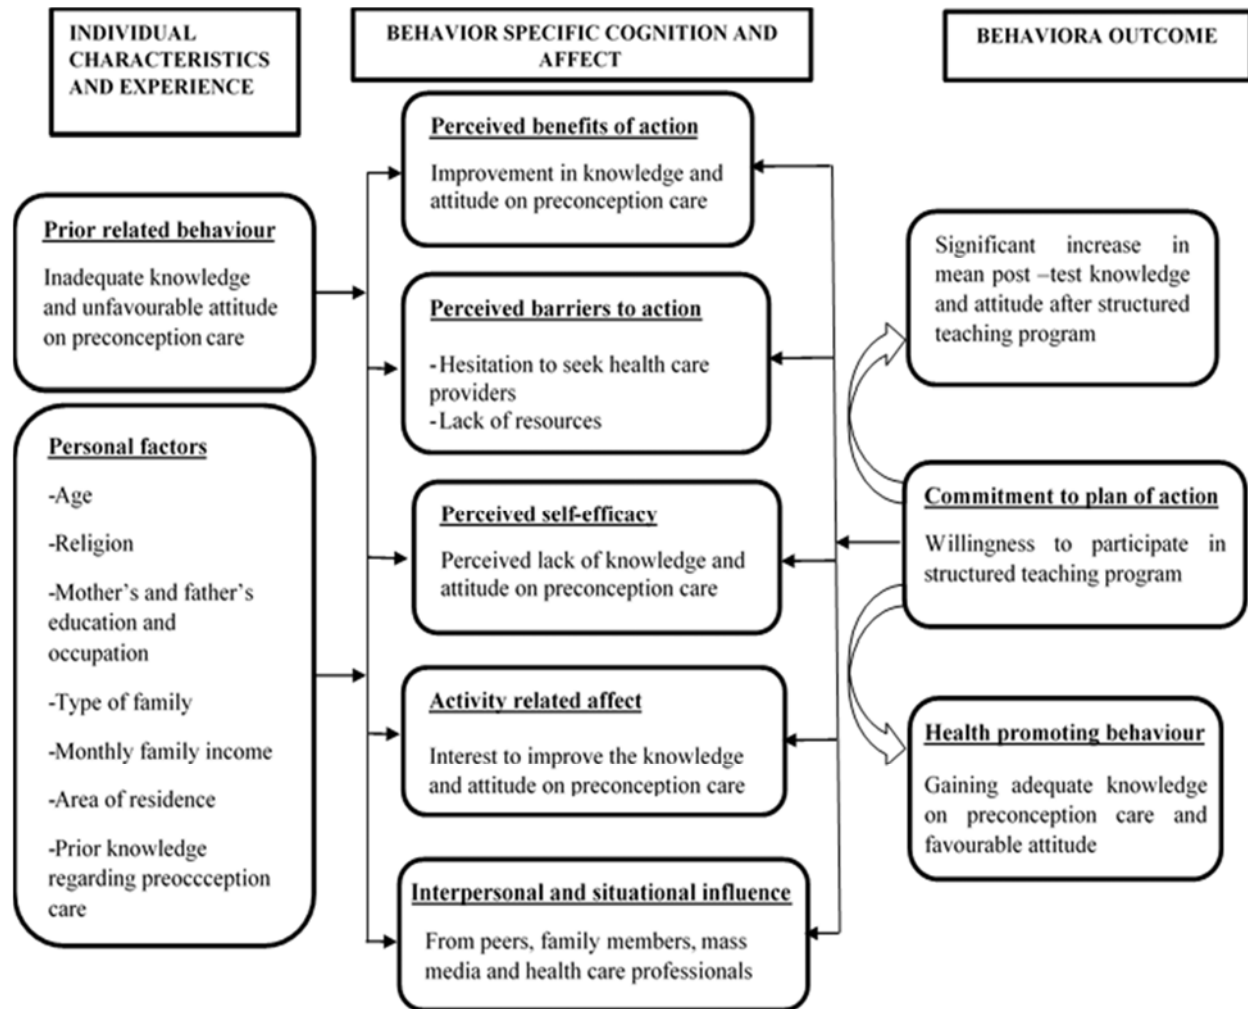 INDIVIDUAL
CHARACTERISTICS
AND EXPERIENCE
BEHAVIOR SPECIFIC COGNITION AND
AFFECT
BEHAVIORA OUTCOME
Prior related behaviour
Inadequate knowledge
and unfavourable attitude
on preconception care
Personal factors
-Age
-Religion
-Mother’s and father’s
education and
occupation
-Type of family
-Monthly family income
-Area of residence
-Prior knowledge
regarding preoccception
care
Perceived benefits of action
Improvement in knowledge and
attitude on preconception care
Perceived barriers to action
-Hesitation to seek health care
providers
-Lack of resources
Perceived self-efficacy
Perceived lack of knowledge and
attitude on preconception care
Activity related affect
Interest to improve the knowledge
and attitude on preconception care
Interpersonal and situational influence
From peers, family members, mass
media and health care professionals
Significant increase in
mean post –test knowledge
and attitude after structured
teaching program
Commitment to plan of action
Willingness to participate in
structured teaching program
Health promoting behaviour
Gaining adequate knowledge
on preconception care and
favourable attitude